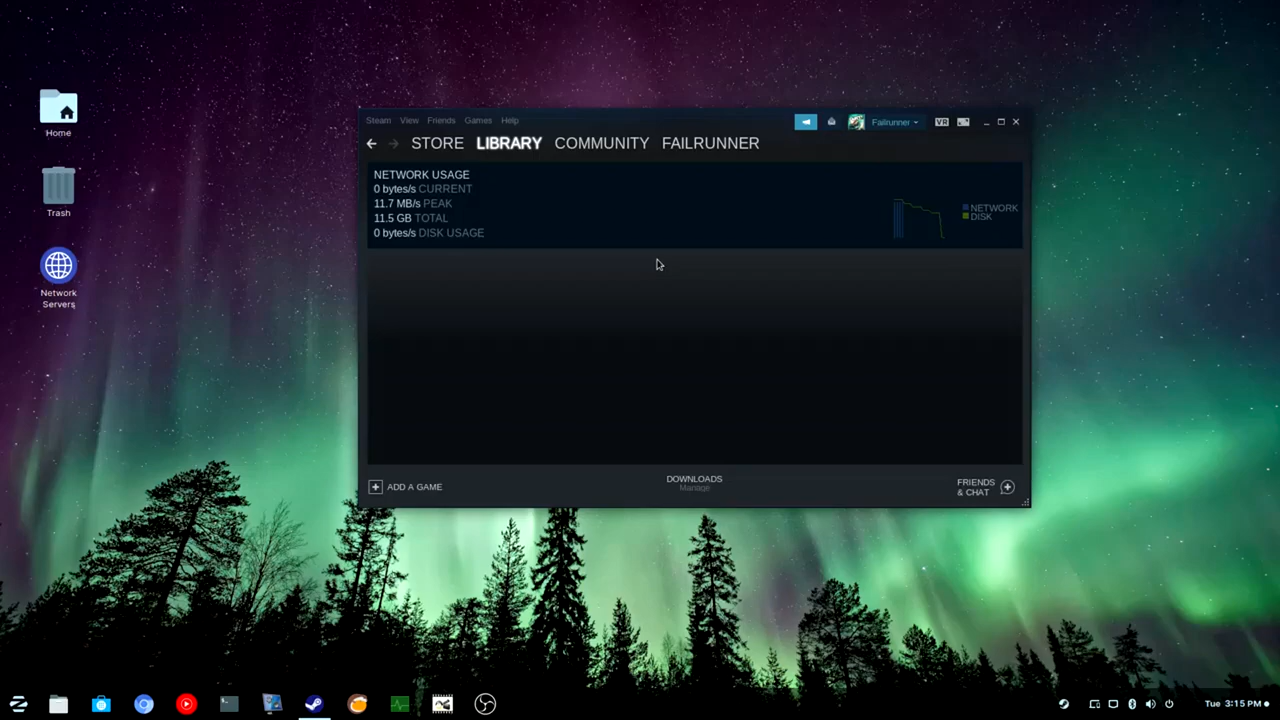 Home
Trash
Network
Servers
Steam View Friends Games Help
Failrunner
VR
STORE LIBRARY COMMUNITY FAILRUNNER
NETWORK USAGE
0 bytes/s CURRENT
11.7 MB/s PEAK
11.5 GB TOTAL
0 bytes/s DISK USAGE
NETWORK
DISK
ADD A GAME
DOWNLOADS
Manage
FRIENDS
& CHAT
Tue 3:15 PM